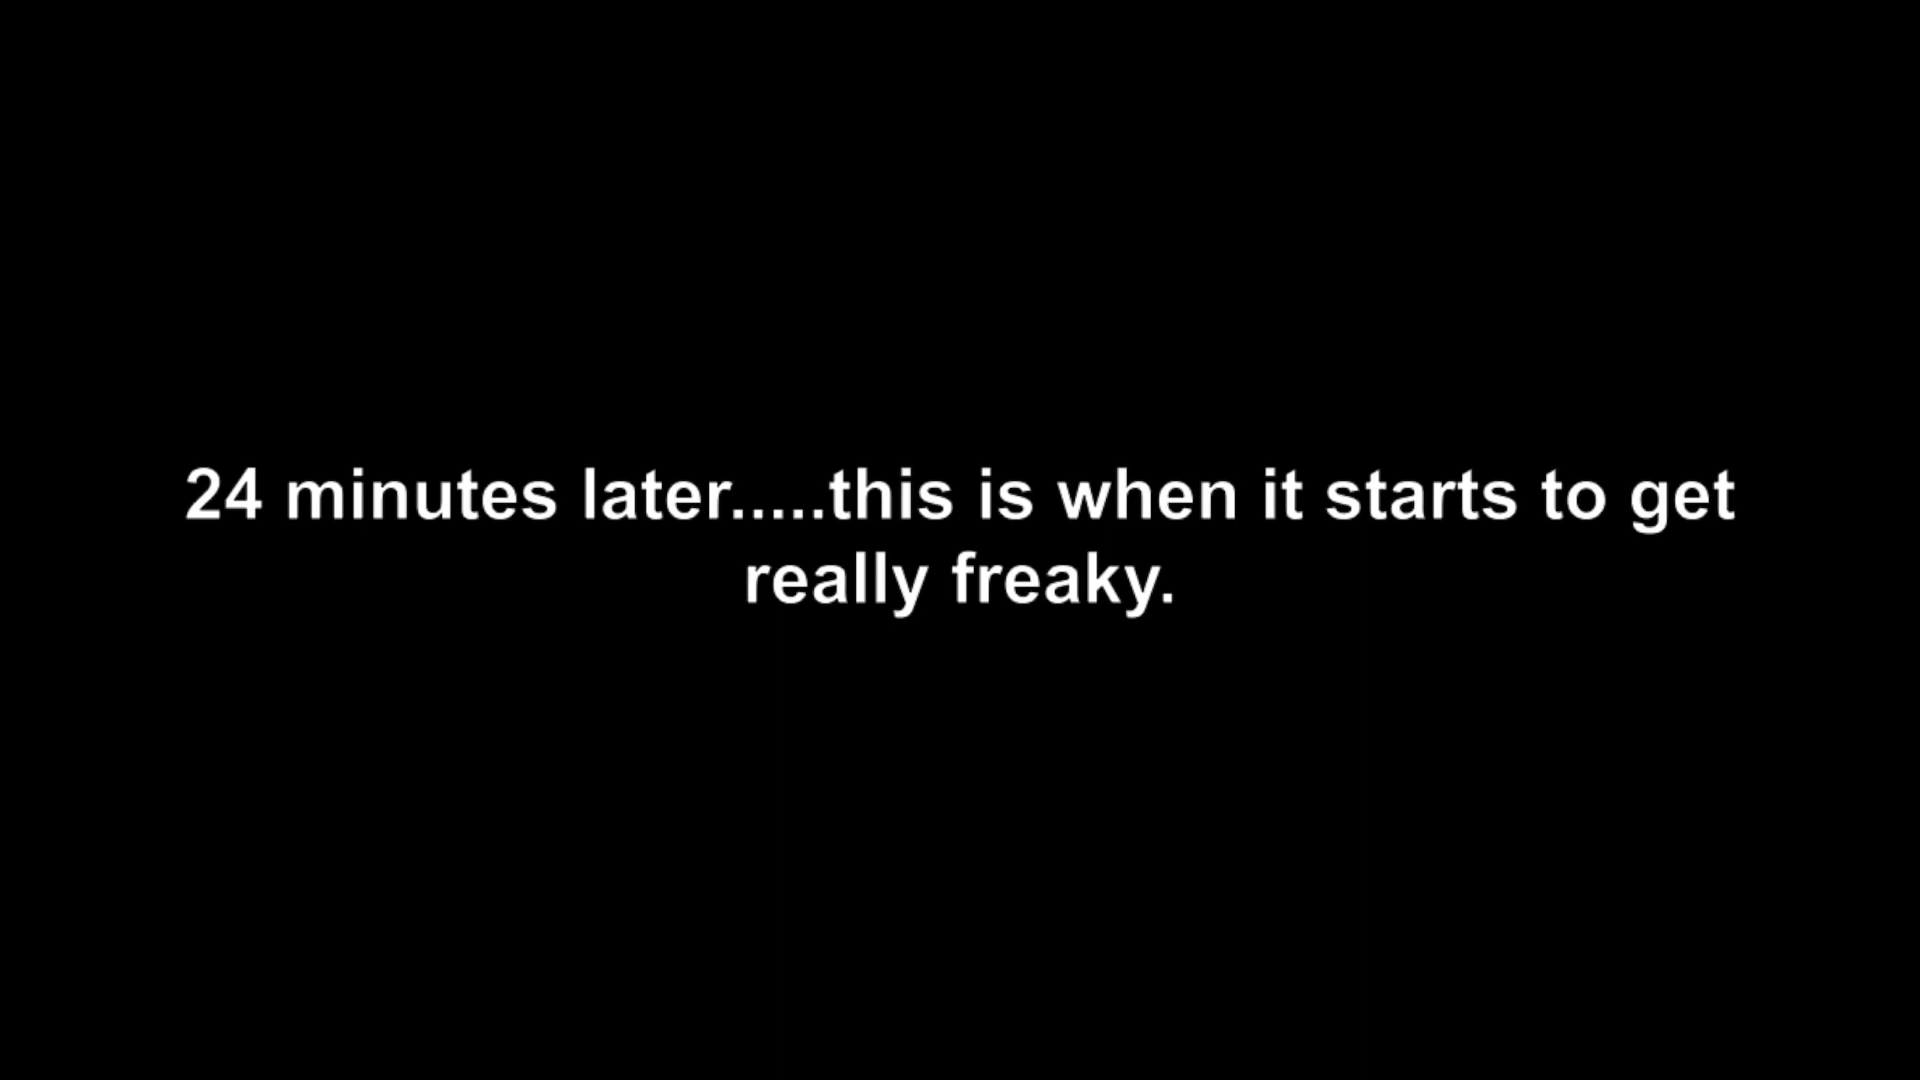 24 minutes later.....this is when it starts to get
really freaky.